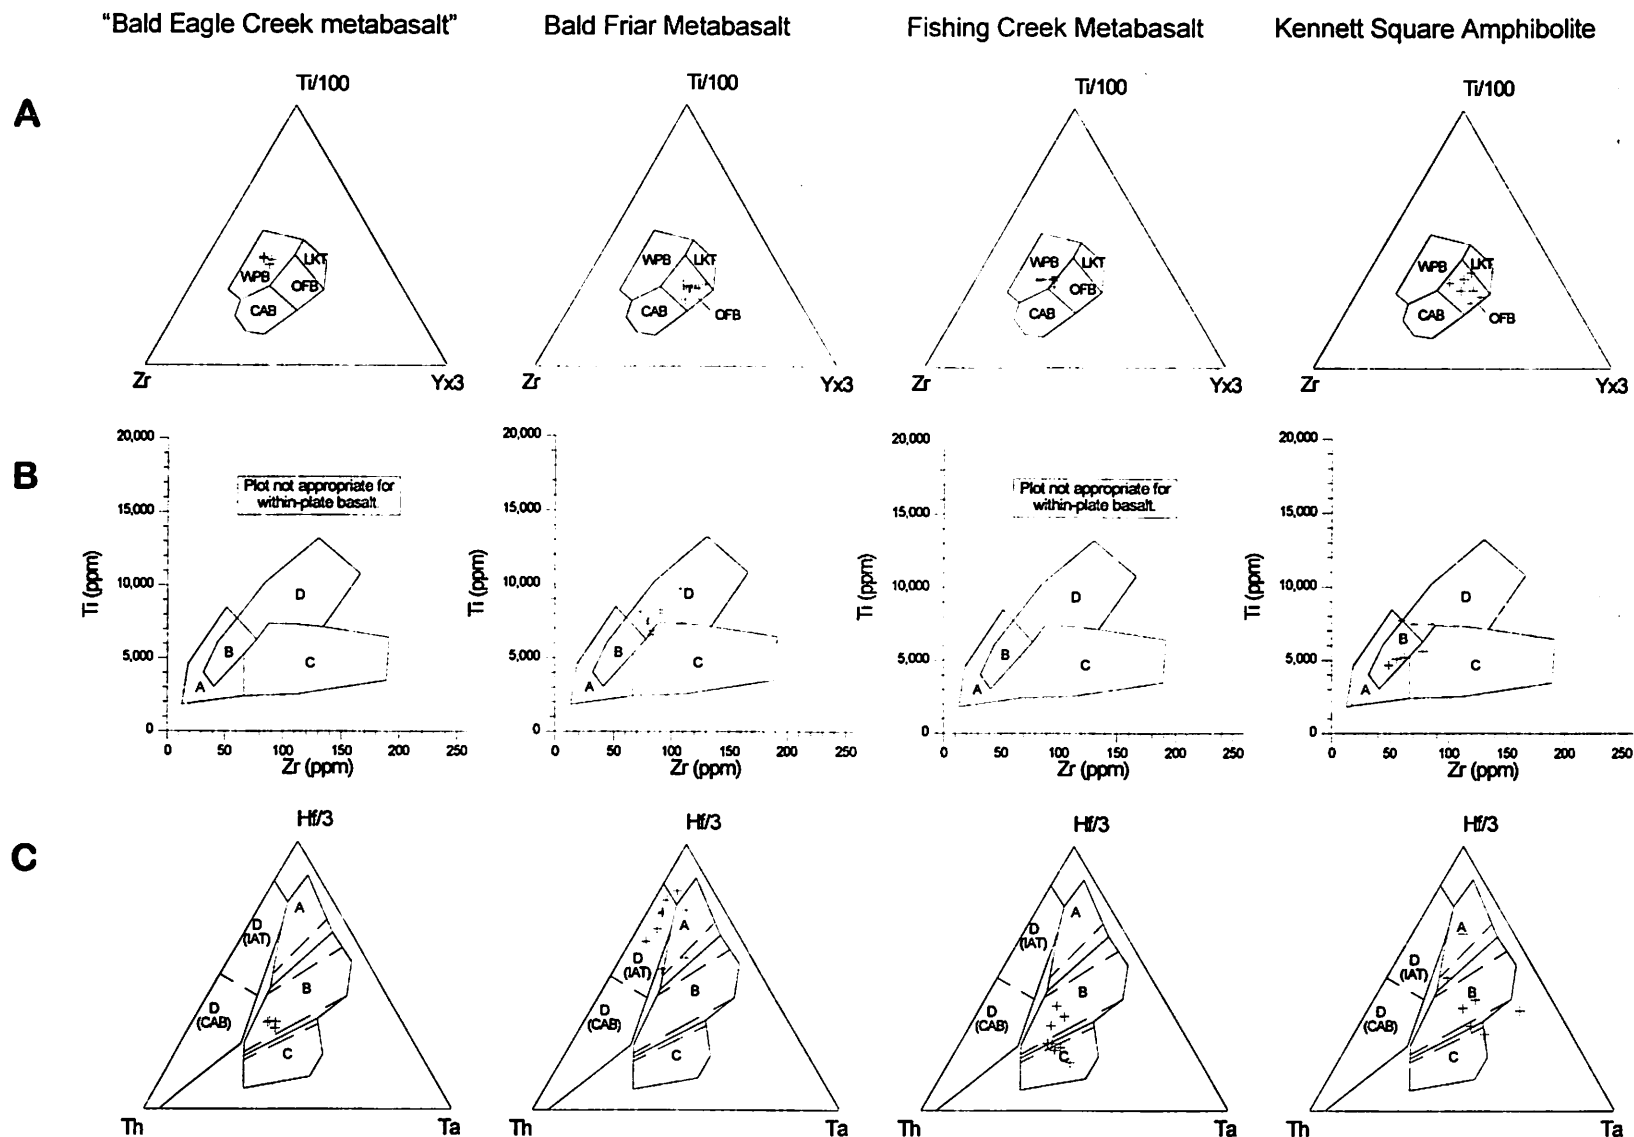 “Bald Eagle Creek metabasalt”
Bald Friar Metabasalt
Fishing Creek Metabasalt
Kennett Square Amphibolite
A
Ti/100
WPB
LKT
OFB
CAB
Zr
Yx3
Ti/100
WPB
LKT
CAB
OFB
Zr
Yx3
Ti/100
WPB
LKT
OFB
CAB
Zr
Yx3
Ti/100
WPB
LKT
CAB
OFB
Zr
Yx3
B
20,000
15,000
10,000
5,000
0
Ti (ppm)
Plot not appropriate for
within-plate basalt.
D
B
C
A
0
50
100
150
200
250
Zr (ppm)
20,000
15,000
10,000
5,000
0
Ti (ppm)
D
B
C
A
0
50
100
150
200
250
Zr (ppm)
20,000
15,000
10,000
5,000
0
Ti (ppm)
Plot not appropriate for
within-plate basalt.
D
B
C
A
0
50
100
150
200
250
Zr (ppm)
20,000
15,000
10,000
5,000
0
Ti (ppm)
D
B
C
A
0
50
100
150
200
250
Zr (ppm)
C
Hf/3
A
D
(IAT)
B
D
(CAB)
C
Th
Ta
Hf/3
A
D
(IAT)
B
D
(CAB)
C
Th
Ta
Hf/3
A
D
(IAT)
B
D
(CAB)
C
Th
Ta
Hf/3
A
D
(IAT)
B
D
(CAB)
C
Th
Ta